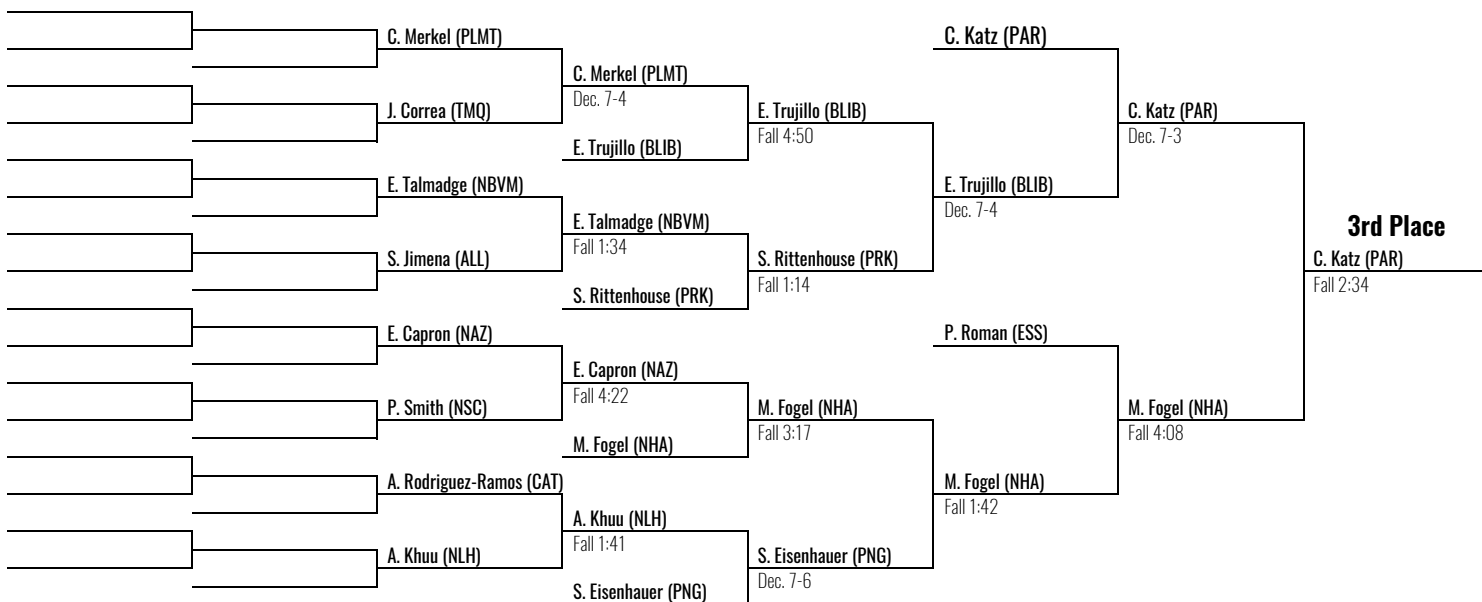 C. Merkel (PLMT)
J. Correa (TMQ)
E. Talmadge (NBVM)
S. Jimena (ALL)
E. Capron (NAZ)
P. Smith (NSC)
A. Rodriguez-Ramos (CAT)
A. Khuu (NLH)
C. Merkel (PLMT)
Dec. 7-4
E. Trujillo (BLIB)
E. Talmadge (NBVM)
Fall 1:34
S. Rittenhouse (PRK)
E. Capron (NAZ)
Fall 4:22
M. Fogel (NHA)
A. Khuu (NLH)
Fall 1:41
S. Eisenhauer (PNG)
E. Trujillo (BLIB)
Fall 4:50
S. Rittenhouse (PRK)
Fall 1:14
M. Fogel (NHA)
Fall 3:17
S. Eisenhauer (PNG)
Dec. 7-6
C. Katz (PAR)
E. Trujillo (BLIB)
Dec. 7-4
P. Roman (ESS)
M. Fogel (NHA)
Fall 1:42
C. Katz (PAR)
Dec. 7-3
M. Fogel (NHA)
Fall 4:08
3rd Place
C. Katz (PAR)
Fall 2:34